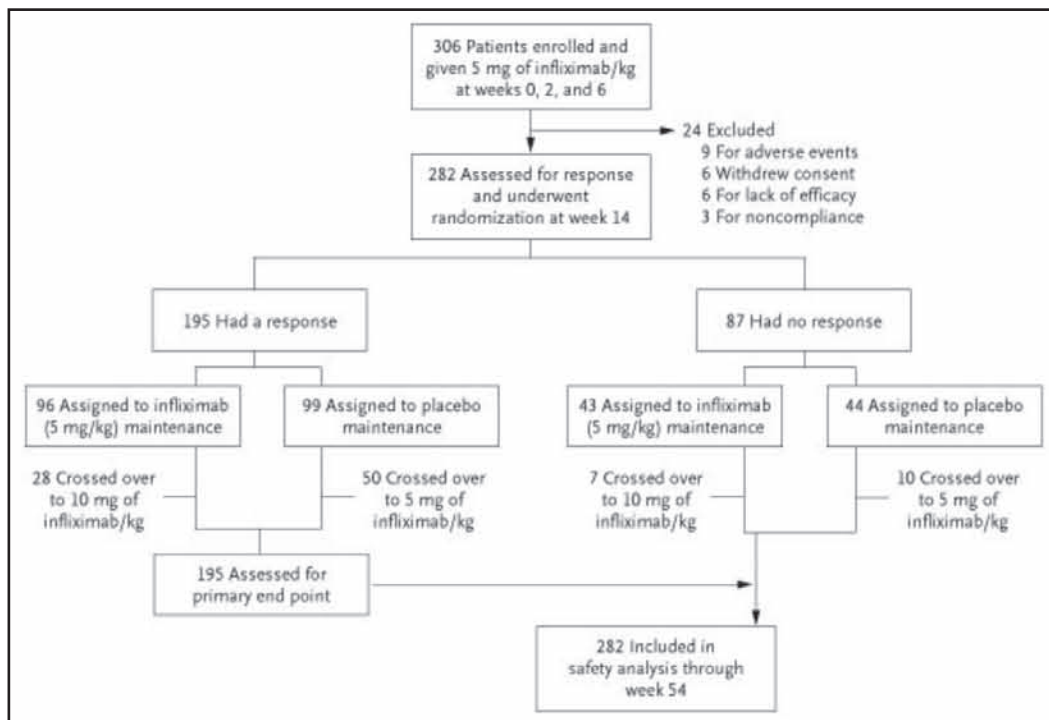 306 Patients enrolled and
given 5 mg of infliximab/kg
at weeks 0, 2, and 6
24 Excluded
9 For adverse events
6 Withdrew consent
6 For lack of efficacy
3 For noncompliance
282 Assessed for response
and underwent
randomization at week 14
195 Had a response
87 Had no response
96 Assigned to infliximab
(5 mg/kg) maintenance
99 Assigned to placebo
maintenance
43 Assigned to infliximab
(5 mg/kg) maintenance
44 Assigned to placebo
maintenance
28 Crossed over
to 10 mg of
infliximab/kg
50 Crossed over
to 5 mg of
infliximab/kg
7 Crossed over
to 10 mg of
infliximab/kg
10 Crossed over
to 5 mg of
infliximab/kg
195 Assessed for
primary end point
282 Included in
safety analysis through
week 54